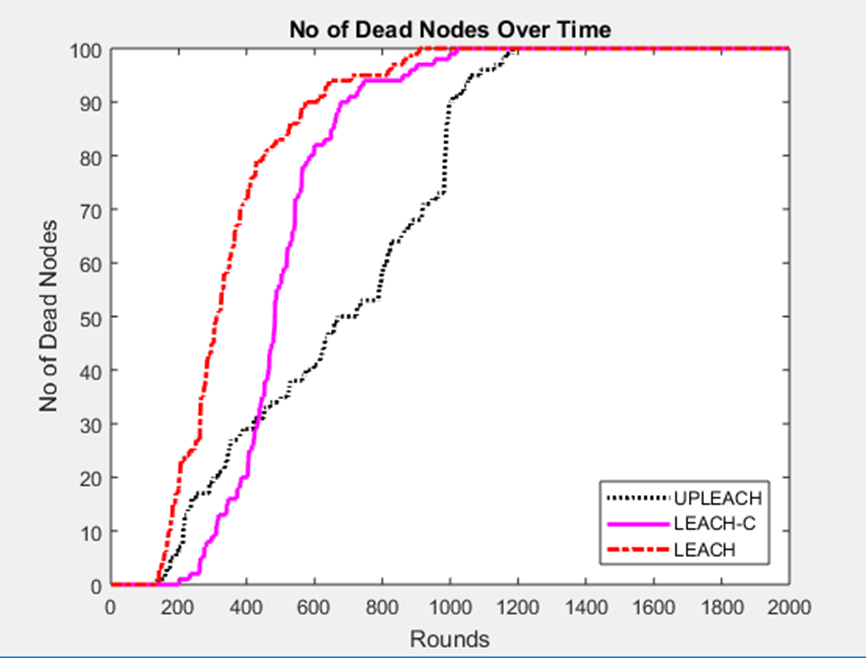 No of Dead Nodes Over Time
100
90
80
70
60
50
40
30
20
10
0
No of Dead Nodes
0 200 400 600 800 1000 1200 1400 1600 1800 2000
Rounds
UPLEACH
LEACH-C
LEACH